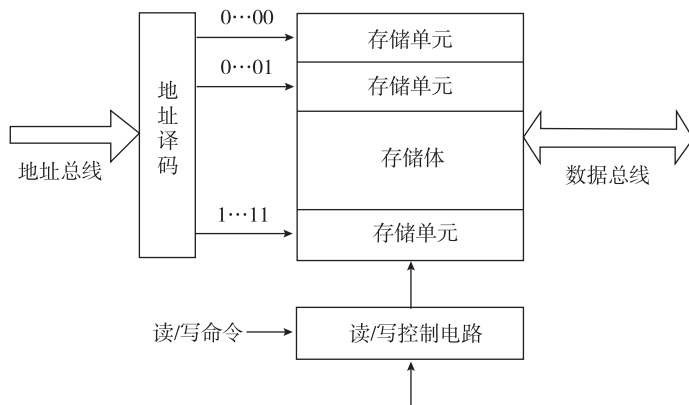 0…00
存储单元
0…01
存储单元
地址译码
地址总线
存储体
数据总线
1…11
存储单元
读/写命令
读/写控制电路